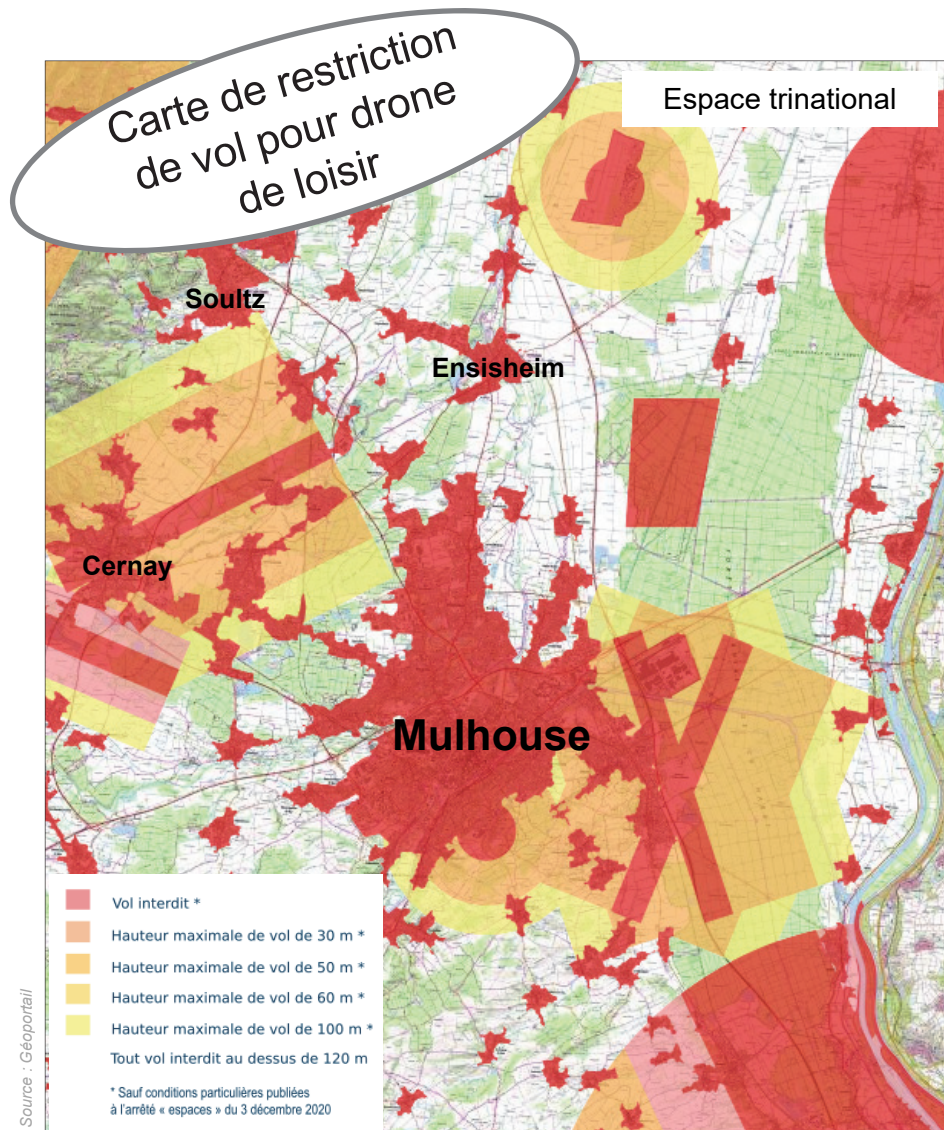 Carte de restriction
de vol pour drone
de loisir
Espace trinational
Soultz
Ensisheim
Cernay
Mulhouse
Vol interdit *
Hauteur maximale de vol de 30 m *
Hauteur maximale de vol de 50 m *
Hauteur maximale de vol de 60 m *
Hauteur maximale de vol de 100 m *
Tout vol interdit au dessus de 120 m
* Sauf conditions particulières publiées
à l'arrêté « espaces » du 3 décembre 2020
Source : Géoportail